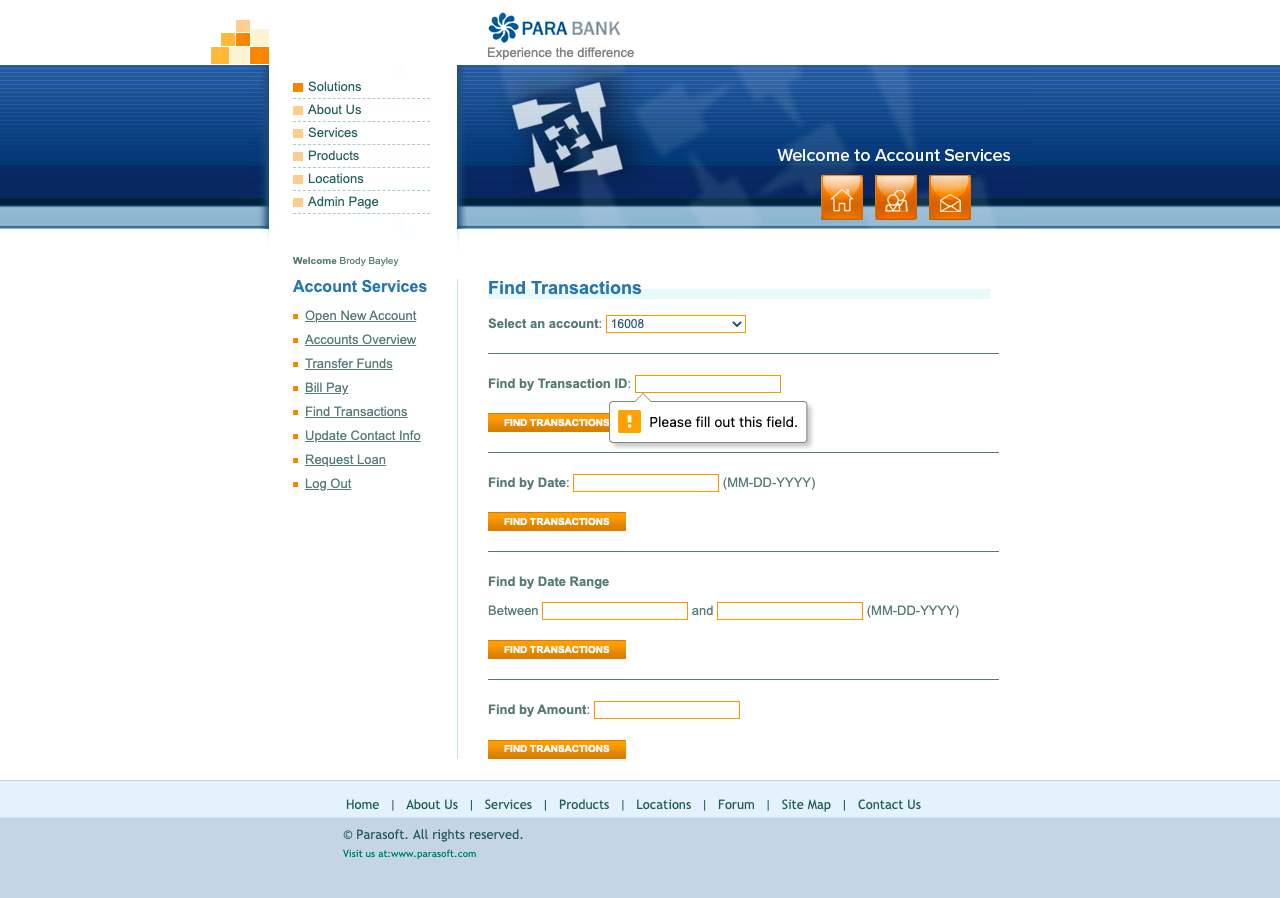 PARA BANK
Experience the difference
Solutions
About Us
Services
Products
Locations
Admin Page
Welcome to Account Services
Welcome Brody Bayley
Account Services
Open New Account
Accounts Overview
Transfer Funds
Bill Pay
Find Transactions
Update Contact Info
Request Loan
Log Out
Find Transactions
Select an account: 16008
Find by Transaction ID:
Please fill out this field.
FIND TRANSACTIONS
Find by Date: (MM-DD-YYYY)
FIND TRANSACTIONS
Find by Date Range
Between and (MM-DD-YYYY)
FIND TRANSACTIONS
Find by Amount:
FIND TRANSACTIONS
Home | About Us | Services | Products | Locations | Forum | Site Map | Contact Us
© Parasoft. All rights reserved.
Visit us at:www.parasoft.com